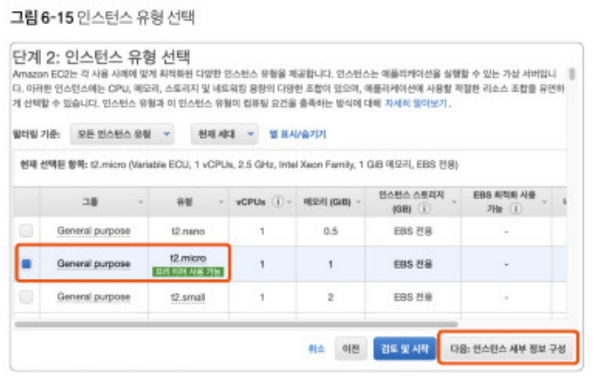 그림 6-15 인스턴스 유형 선택
단계 2: 인스턴스 유형 선택
Amazon EC2는 각 사용 사례에 맞게 최적화된 다양한 인스턴스 유형을 제공합니다. 인스턴스는 애플리케이션을 실행할 수 있는 가상 서버입니
다. 이러한 인스턴스에는 CPU, 메모리, 스토리지 및 네트워킹 용량의 다양한 조합이 있으며, 애플리케이션에 사용할 적절한 리소스 조합을 유연하
게 선택할 수 있습니다. 인스턴스 유형과 이 인스턴스 유형이 컴퓨팅 요건을 충족하는 방식에 대해 자세히 알아보기.
필터링 기준: 모든 인스턴스 유형 현재 세대 열 표시/숨기기
현재 선택된 항목: t2.micro (Variable ECU, 1 vCPUs, 2.5 GHz, Intel Xeon Family, 1 GiB 메모리, EBS 전용)
그룹 유형 vCPUs 메모리 (GiB) 인스턴스 스토리지 (GB) EBS 최적화 사용 가능
General purpose t2.nano 1 0.5 EBS 전용 -
General purpose t2.micro 프리 티어 사용 가능 1 1 EBS 전용 -
General purpose t2.small 1 2 EBS 전용 -
취소 이전 검토 및 시작 다음: 인스턴스 세부 정보 구성